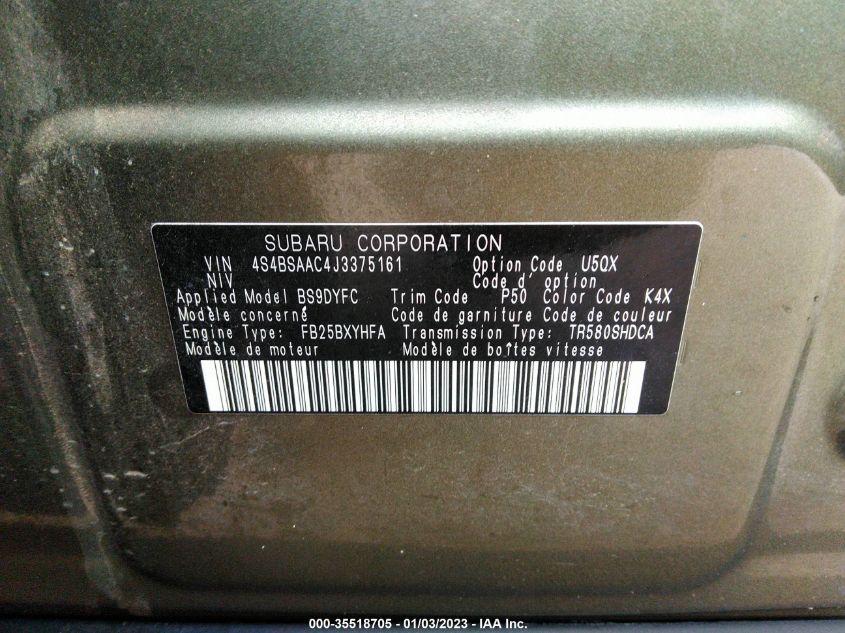 SUBARU CORPORATION
VIN 4S4BSAAC4J3375161 Option Code U5QX
NIV Code d' option
Applied Model BS9DYFC Trim Code P50 Color Code K4X
Modèle concerné Code de garniture Code de couleur
Engine Type: FB25BXYHFA Transmission Type: TR580SHDCA
Modèle de moteur Modèle de boîtes vitesse
000-35518705 - 01/03/2023 - IAA Inc.